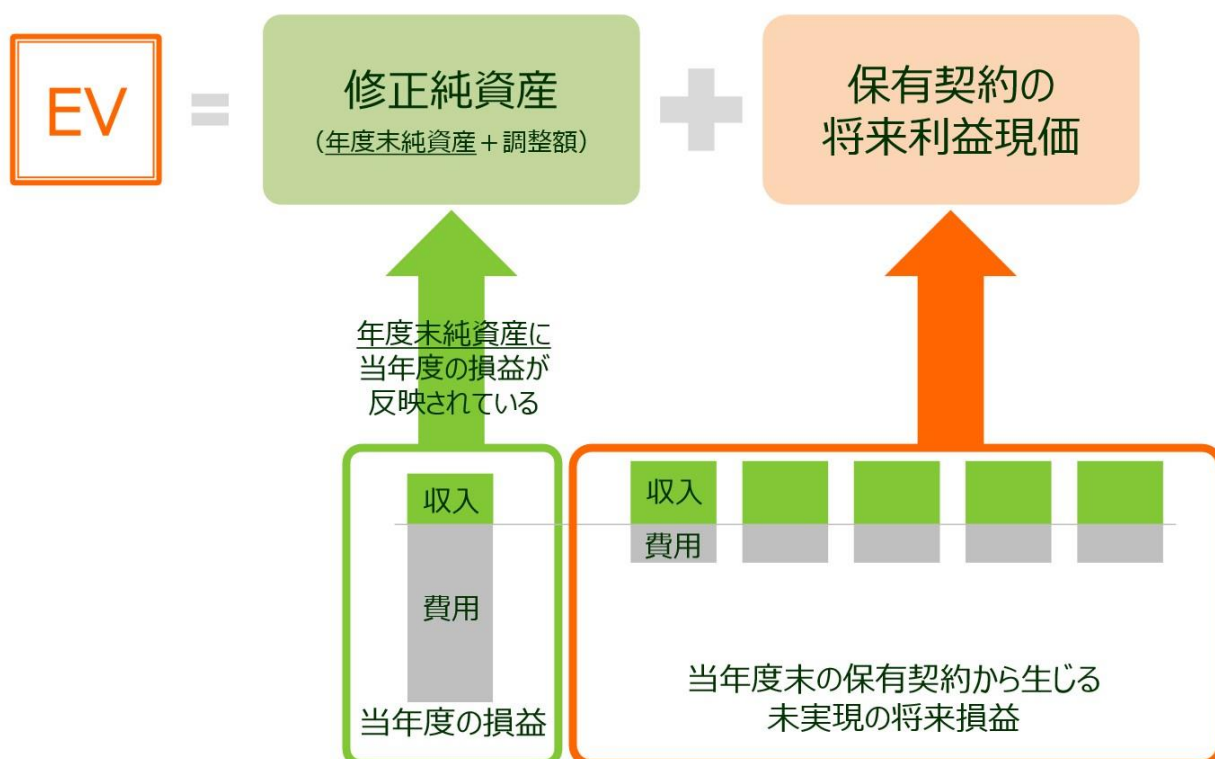 EV
=
修正純資産
（年度末純資産＋調整額）
+
保有契約の
将来利益現価
年度末純資産に
当年度の損益が
反映されている
収入
費用
当年度の損益
収入
費用
当年度末の保有契約から生じる
未実現の将来損益